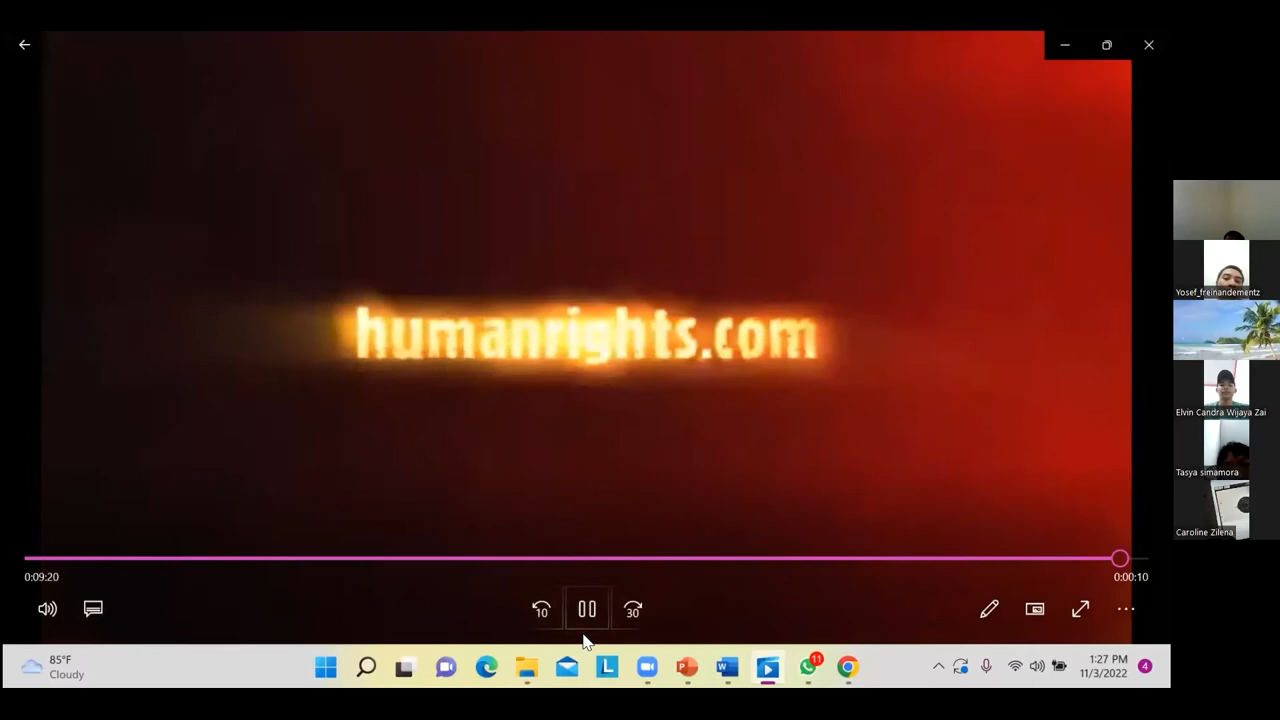 humanrights.com
Yosef_freinandementz
Elvin Candra Wijaya Zai
Tasya simamora
Caroline Zilena
0:09:20
0:00:10
10
30
85°F
Cloudy
L
P
W
11
1:27 PM
11/3/2022
4